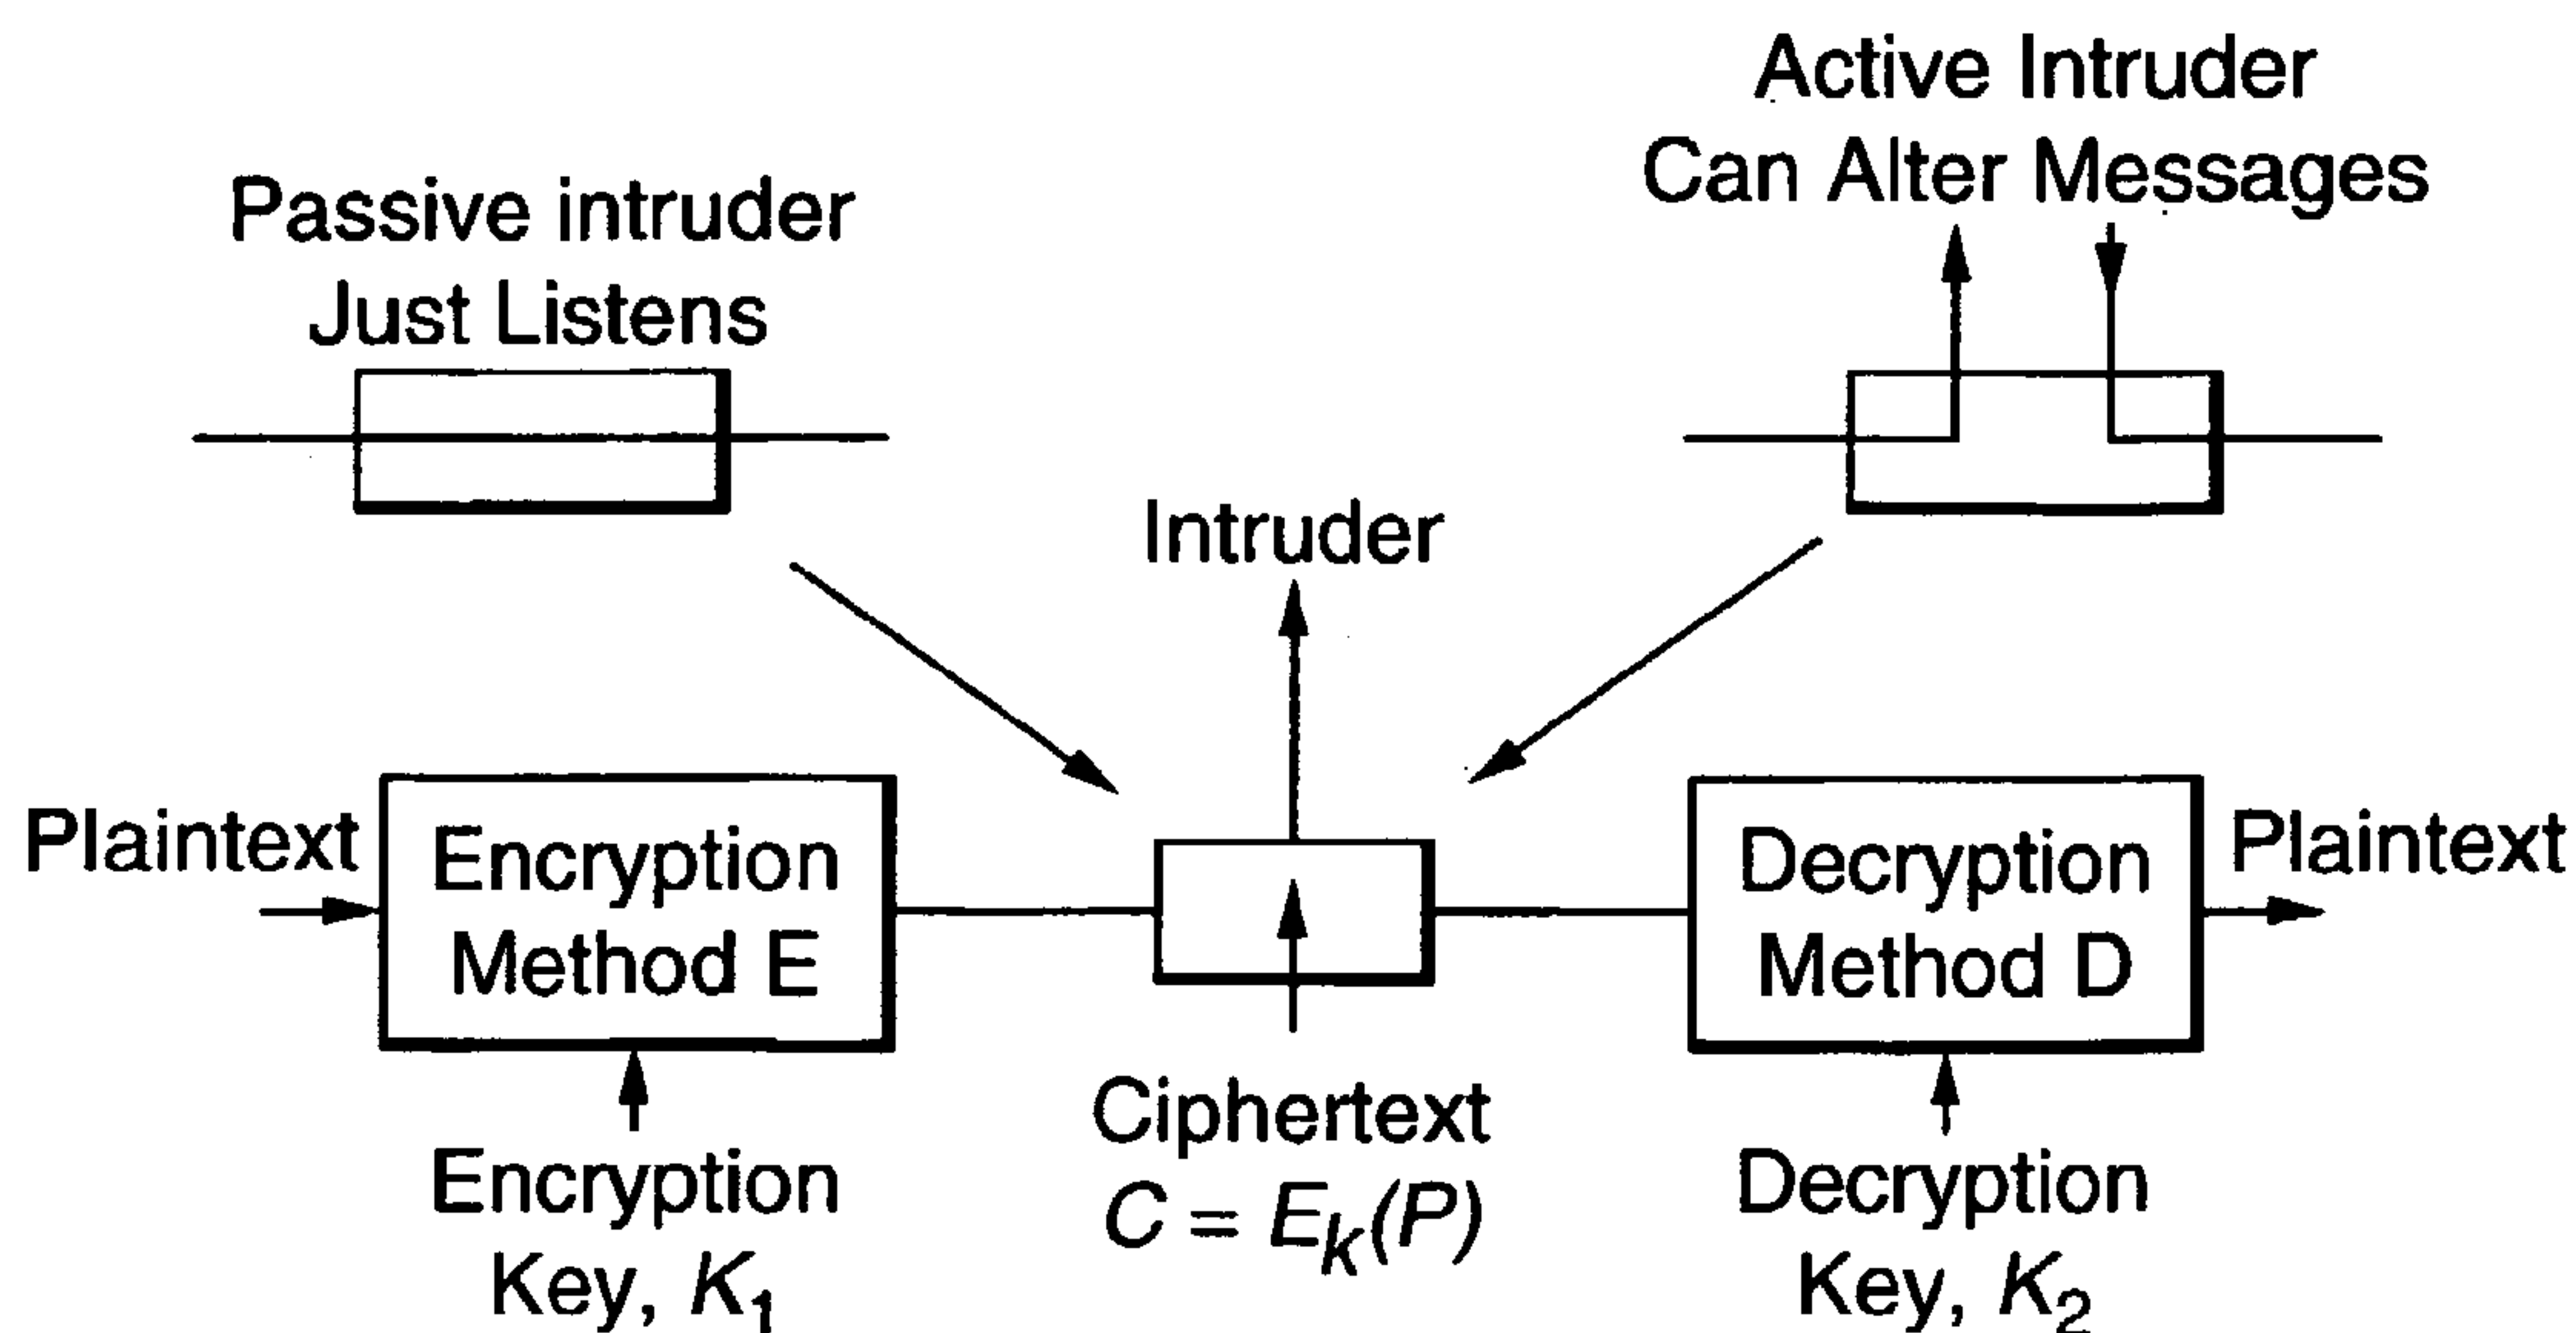 Active Intruder
Can Alter Messages
Passive intruder
Just Listens
Intruder
Plaintext
Encryption
Method E
Decryption
Method D
Plaintext
Encryption
Key, K₁
Ciphertext
C = Eₖ(P)
Decryption
Key, K₂